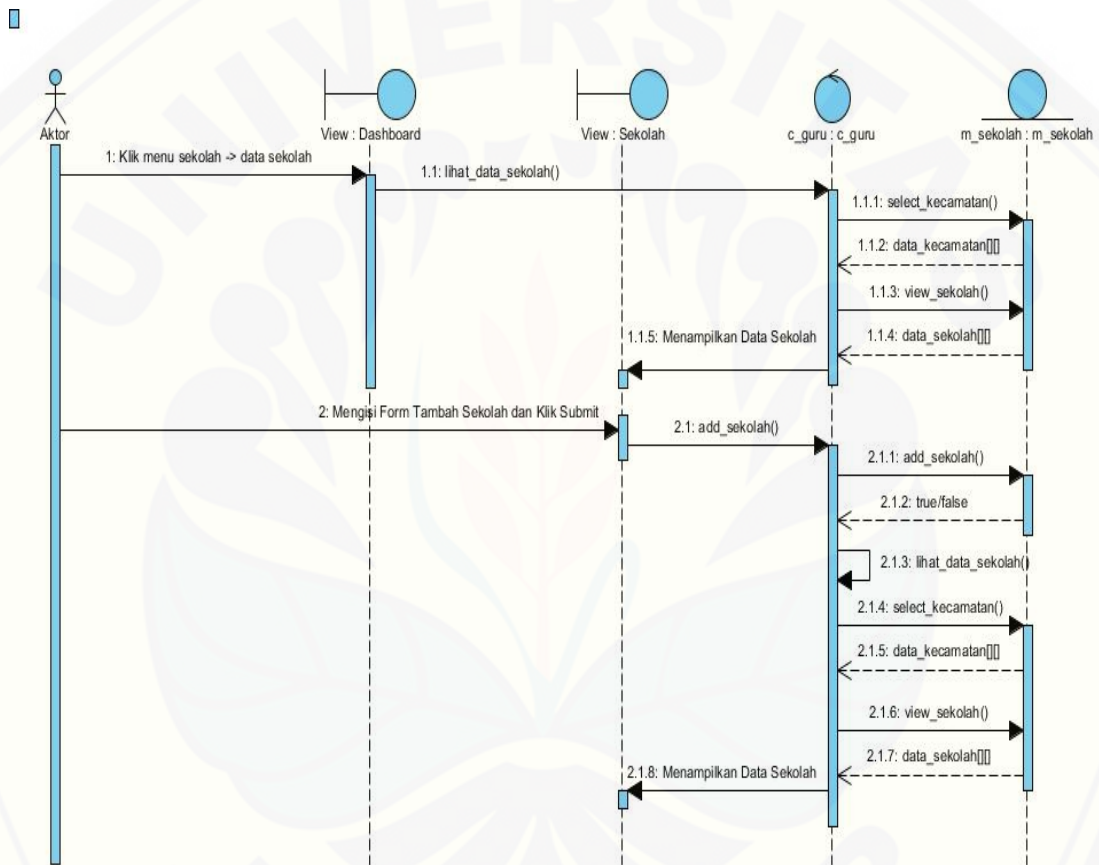 UNIVERSITAS
Aktor
View : Dashboard
View : Sekolah
c_guru : c_guru
m_sekolah : m_sekolah
1: Klik menu sekolah -> data sekolah
1.1: lihat_data_sekolah()
1.1.1: select_kecamatan()
1.1.2: data_kecamatan[][]
1.1.3: view_sekolah()
1.1.4: data_sekolah[][]
1.1.5: Menampilkan Data Sekolah
2: Mengisi Form Tambah Sekolah dan Klik Submit
2.1: add_sekolah()
2.1.1: add_sekolah()
2.1.2: true/false
2.1.3: lihat_data_sekolah()
2.1.4: select_kecamatan()
2.1.5: data_kecamatan[][]
2.1.6: view_sekolah()
2.1.7: data_sekolah[][]
2.1.8: Menampilkan Data Sekolah